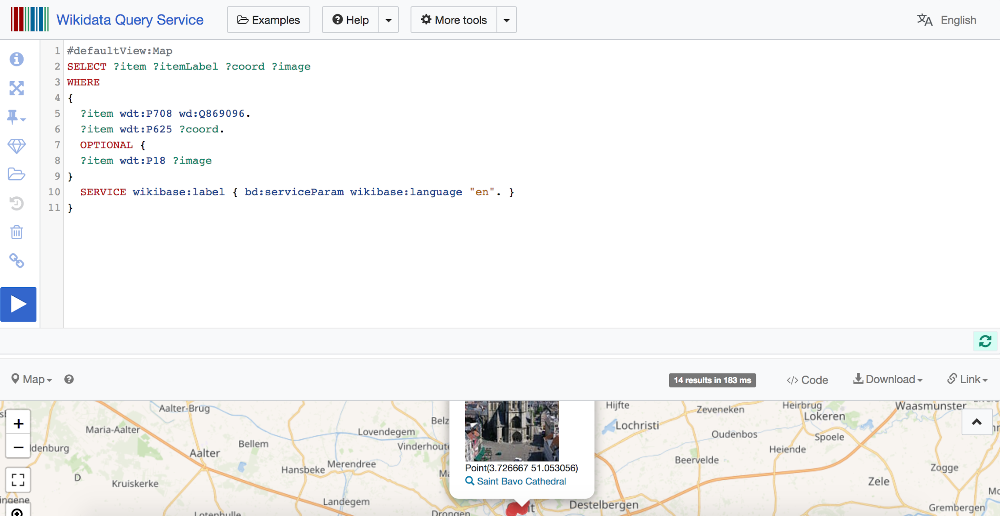 Wikidata Query Service
Examples
Help
More tools
English
1 #defaultView:Map
2 SELECT ?item ?itemLabel ?coord ?image
3 WHERE
4 {
5 ?item wdt:P708 wd:Q869096.
6 ?item wdt:P625 ?coord.
7 OPTIONAL {
8 ?item wdt:P18 ?image
9 }
10 SERVICE wikibase:label { bd:serviceParam wikibase:language "en". }
11 }
Map
14 results in 183 ms
</> Code
Download
Link
Aalter-Brug
Hijfte
Zeveneken
Heirbrug
Waasmunster
Maria-Aalter
Belz
Lovendegem
Lochristi
Lokeren
Oudenbos
Spoele
ldenburg
Bellem
Vinderhoute
Aalter
Heiende
Beervelde
Hansbeke
Merendree
Zogge
D
Kruiskerke
Zele
Point(3.726667 51.053056)
Saint Bavo Cathedral
ingene
Landegem
Destelbergen
Grembergen
Lotenhulle
Drongen